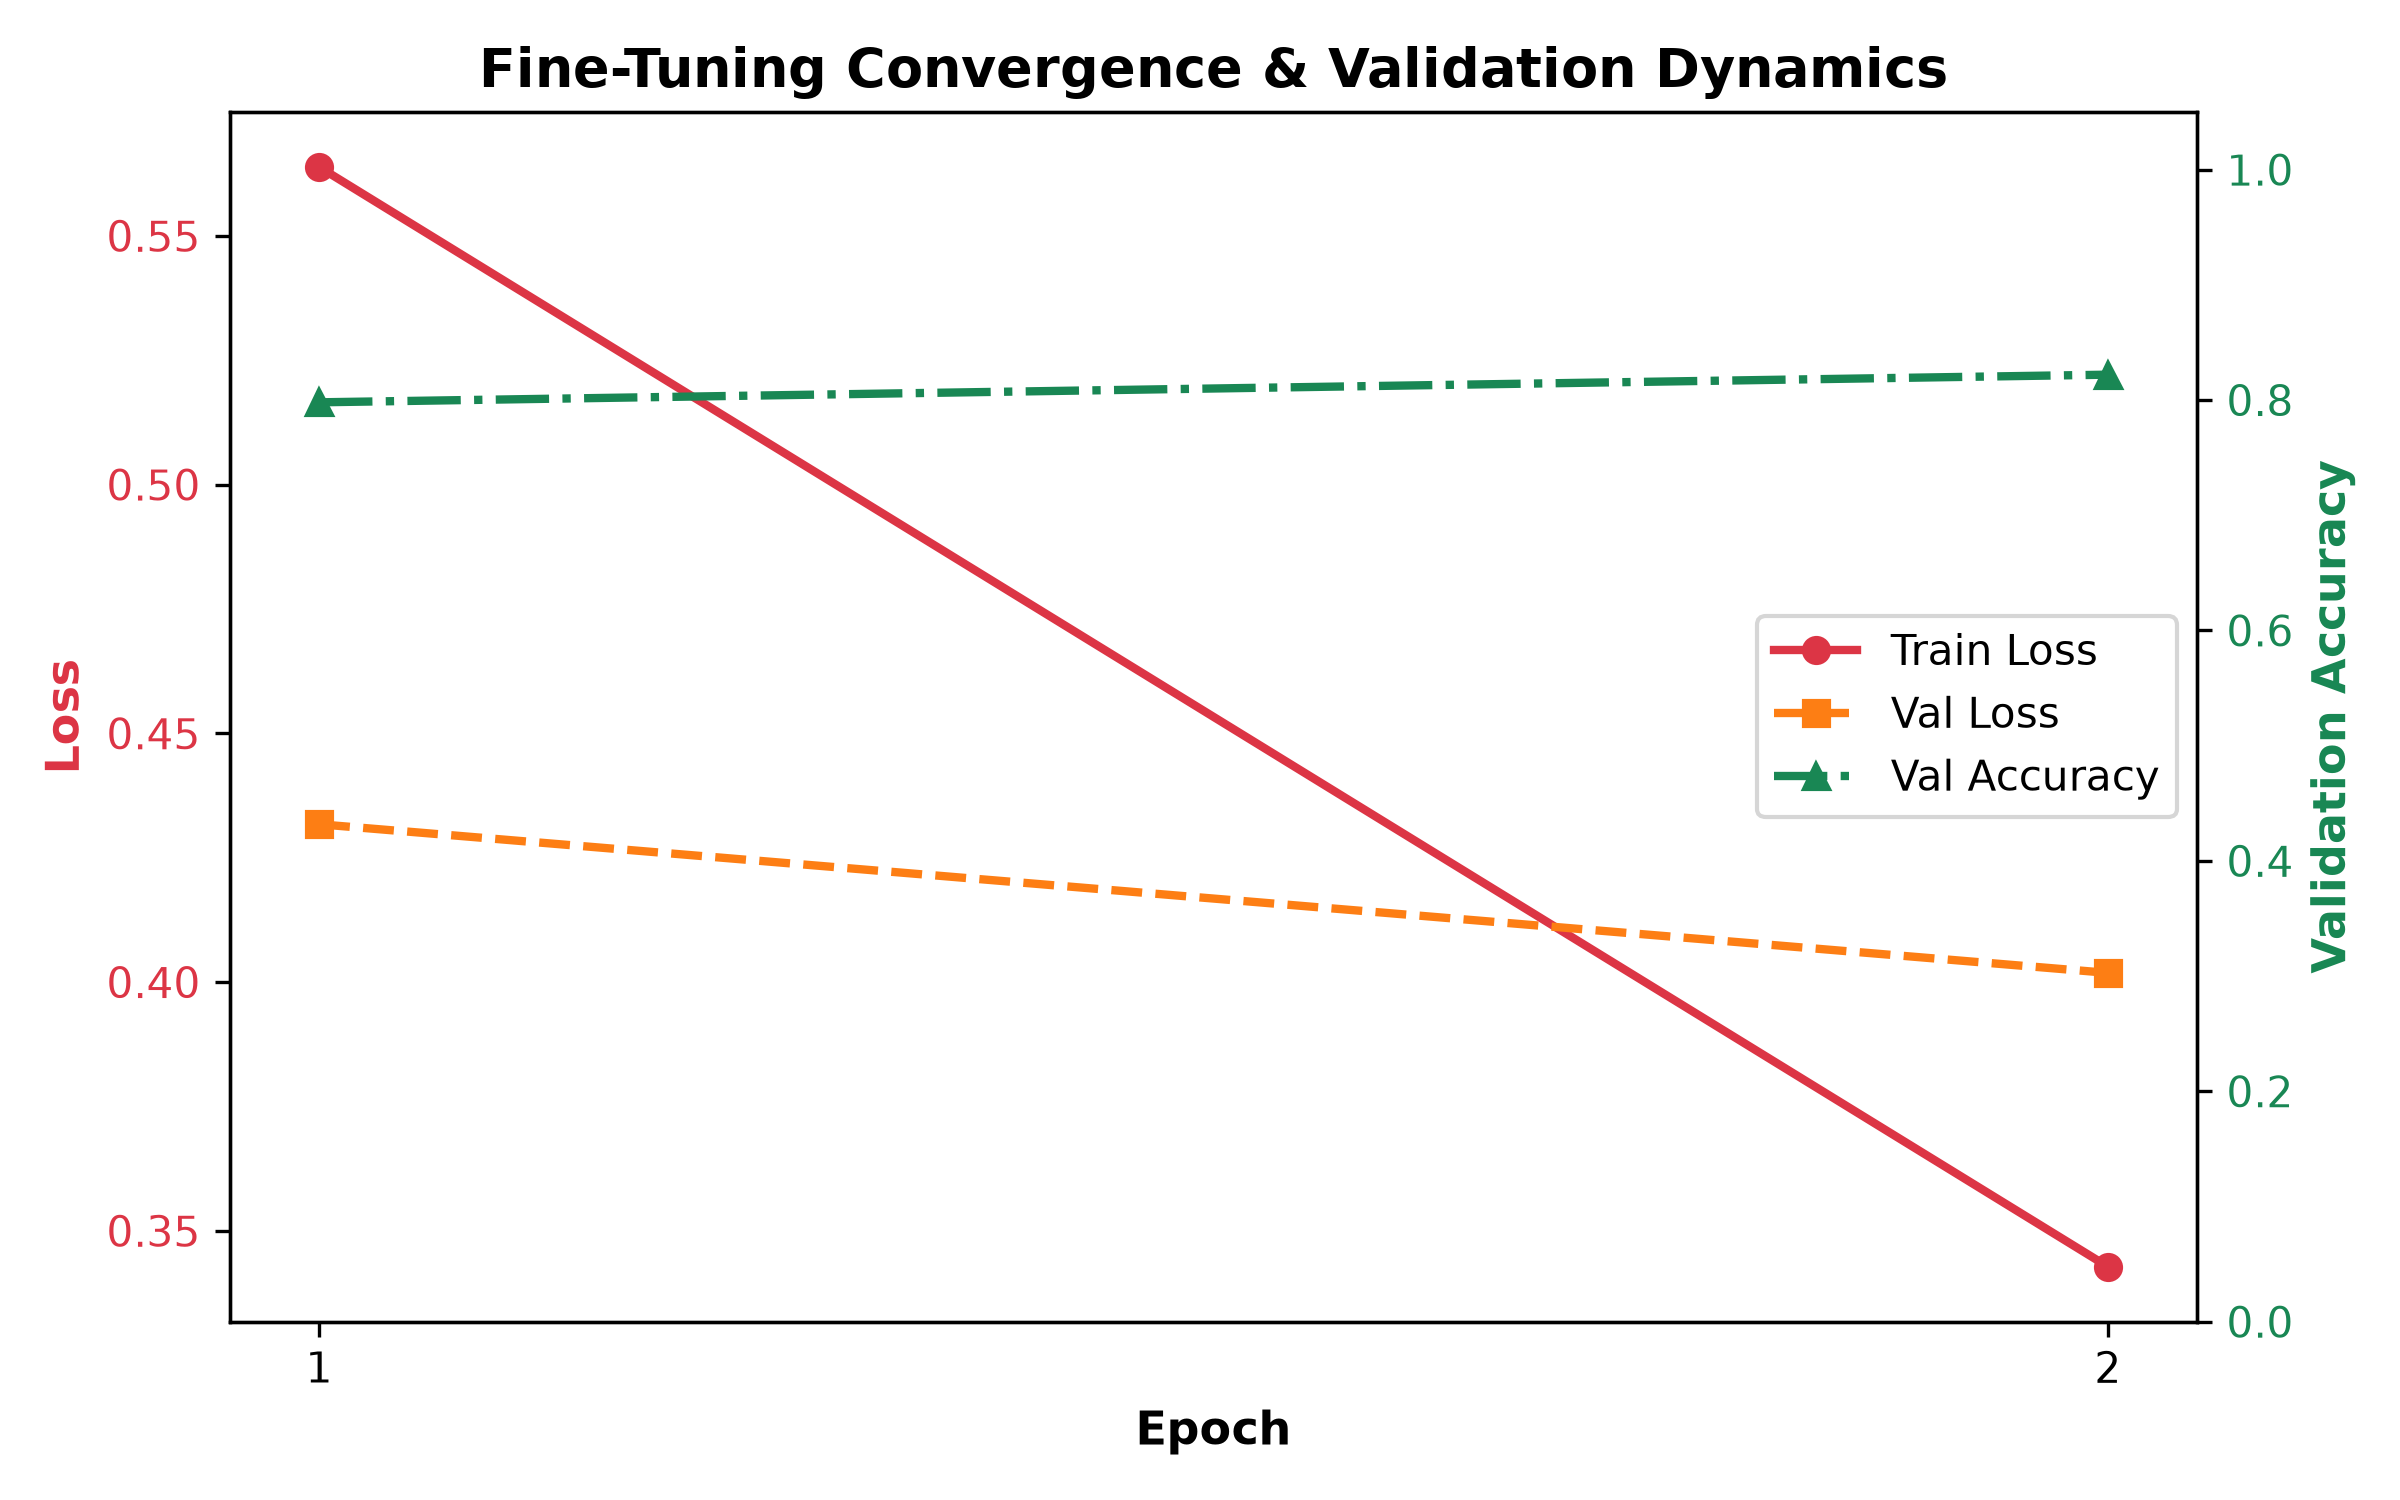 Fine-Tuning Convergence & Validation Dynamics
0.55
0.50
0.45
0.40
0.35
Loss
1.0
0.8
0.6
0.4
0.2
0.0
Validation Accuracy
Train Loss
Val Loss
Val Accuracy
1
2
Epoch